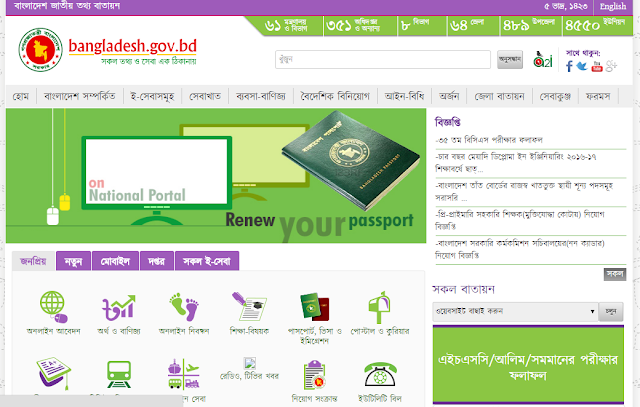 বাংলাদেশ জাতীয় তথ্য বাতায়ন
৫ ভাদ্র, ১৪২৩
English
৬১ মন্ত্রণালয় ও বিভাগ
৩৫১ অধিদপ্তর ও অন্যান্য
৮ বিভাগ
৬৪ জেলা
৪৮৯ উপজেলা
৪৫৫০ ইউনিয়ন
bangladesh.gov.bd
সকল তথ্য ও সেবা এক ঠিকানায়
খুঁজুন
অনুসন্ধান
a2i
সাথে থাকুন:
হোম
বাংলাদেশ সম্পর্কিত
ই-সেবাসমূহ
সেবাখাত
ব্যবসা-বাণিজ্য
বৈদেশিক বিনিয়োগ
আইন-বিধি
অর্জন
জেলা বাতায়ন
সেবাকুঞ্জ
ফরমস
on
National Portal
Renew your passport
বিজ্ঞপ্তি
-৩৫ তম বিসিএস পরীক্ষার ফলাফল
-চার বছর মেয়াদি ডিপ্লোমা ইন ইঞ্জিনিয়ারিং ২০১৬-১৭
শিক্ষাবর্ষে ছাত্...
-বাংলাদেশ তাঁত বোর্ডের রাজস্ব খাতভুক্ত স্থায়ী শূন্য পদসমূহ
সরাসরি ...
-প্রি-প্রাইমারি সহকারি শিক্ষক(মুক্তিযোদ্ধা কোটায়) নিয়োগ
বিজ্ঞপ্তি
-বাংলাদেশ সরকারি কর্মকমিশন সচিবালয়ের(নন ক্যাডার)
নিয়োগ বিজ্ঞপ্তি
সকল
জনপ্রিয়
নতুন
মোবাইল
দপ্তর
সকল ই-সেবা
অনলাইন আবেদন
অর্থ ও বাণিজ্য
অনলাইন নিবন্ধন
শিক্ষা-বিষয়ক
পাসপোর্ট, ভিসা ও
ইমিগ্রেশন
পোস্টাল ও কুরিয়ার
রেডিও, টিভির খবর
সেবা
নিয়োগ সংক্রান্ত
ইউটিলিটি বিল
সকল বাতায়ন
ওয়েবসাইট বাছাই করুন
চলুন
এইচএসসি/আলিম/সমমানের পরীক্ষার
ফলাফল